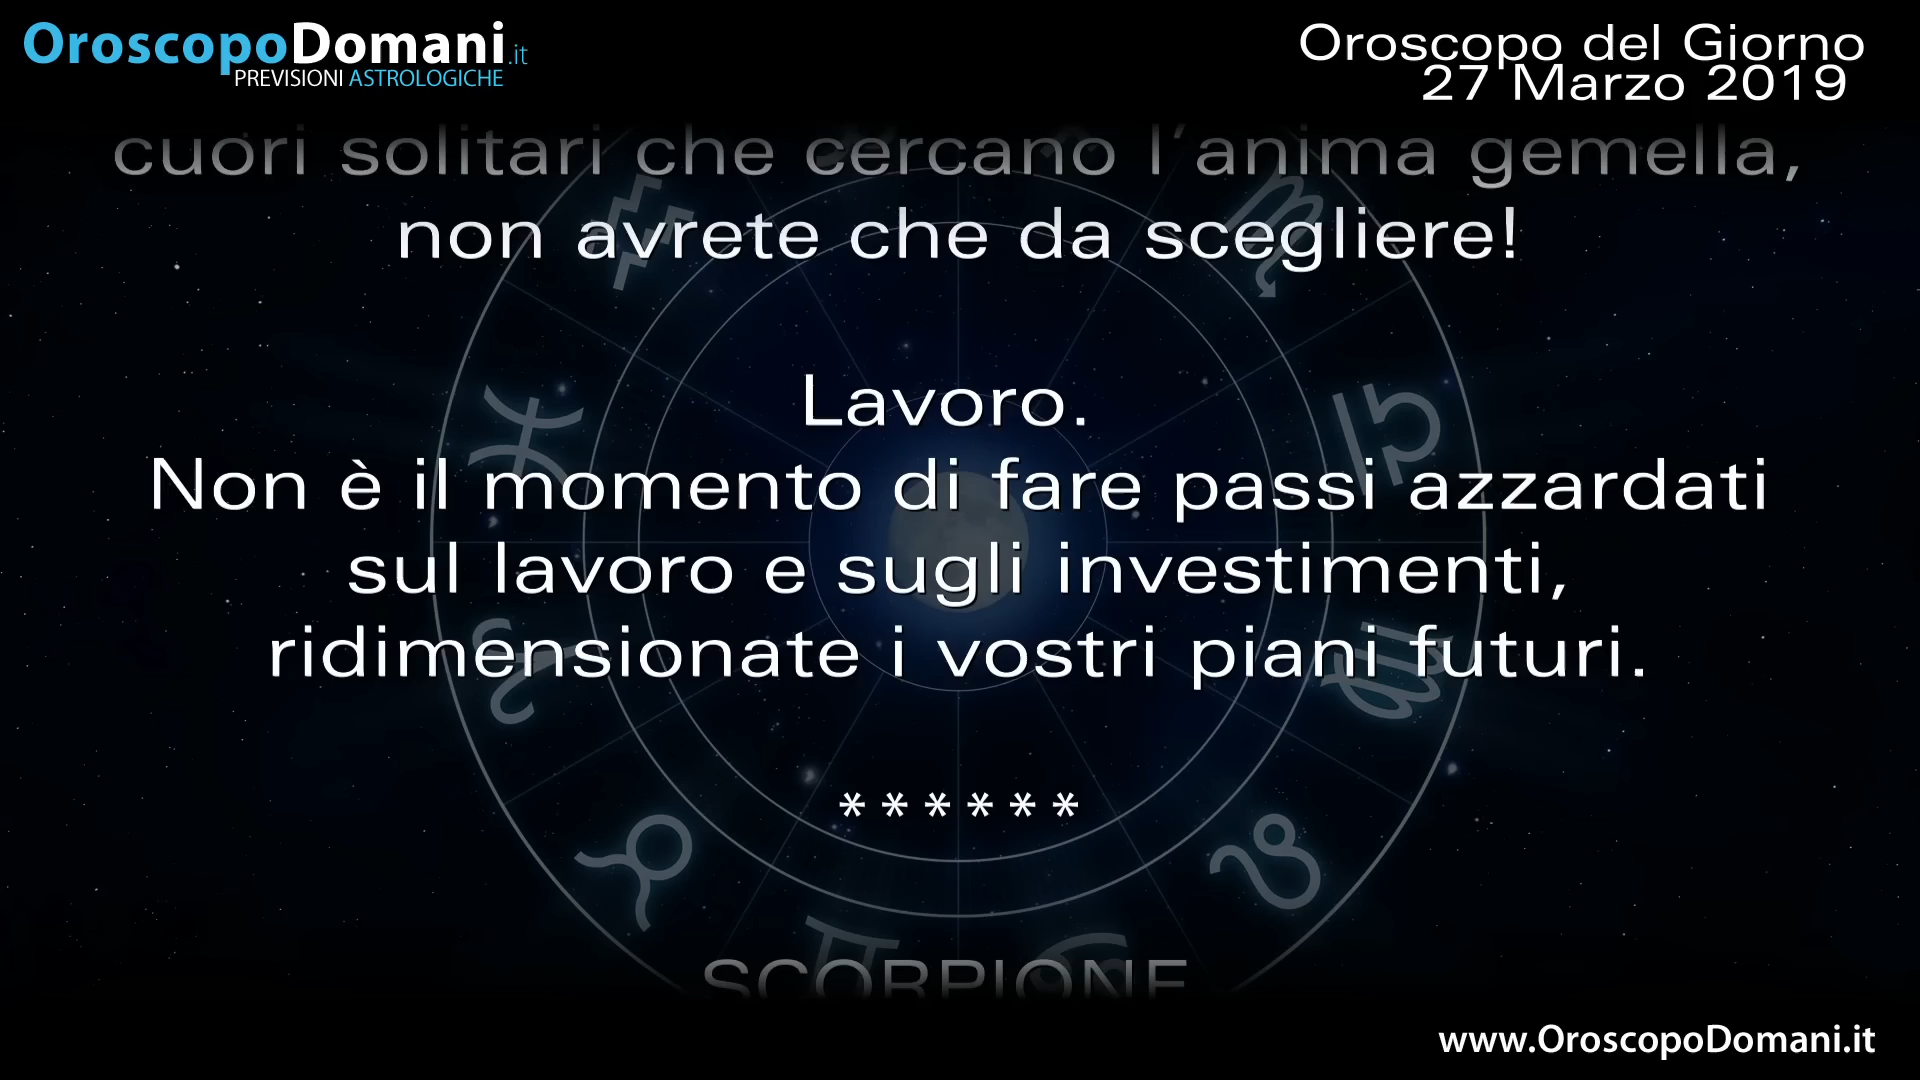 OroscopoDomani.it
PREVISIONI ASTROLOGICHE
Oroscopo del Giorno
27 Marzo 2019
cuori solitari che cercano l'anima gemella,
non avrete che da scegliere!
Lavoro.
Non è il momento di fare passi azzardati
sul lavoro e sugli investimenti,
ridimensionate i vostri piani futuri.
******
SCORPIONE
www.OroscopoDomani.it